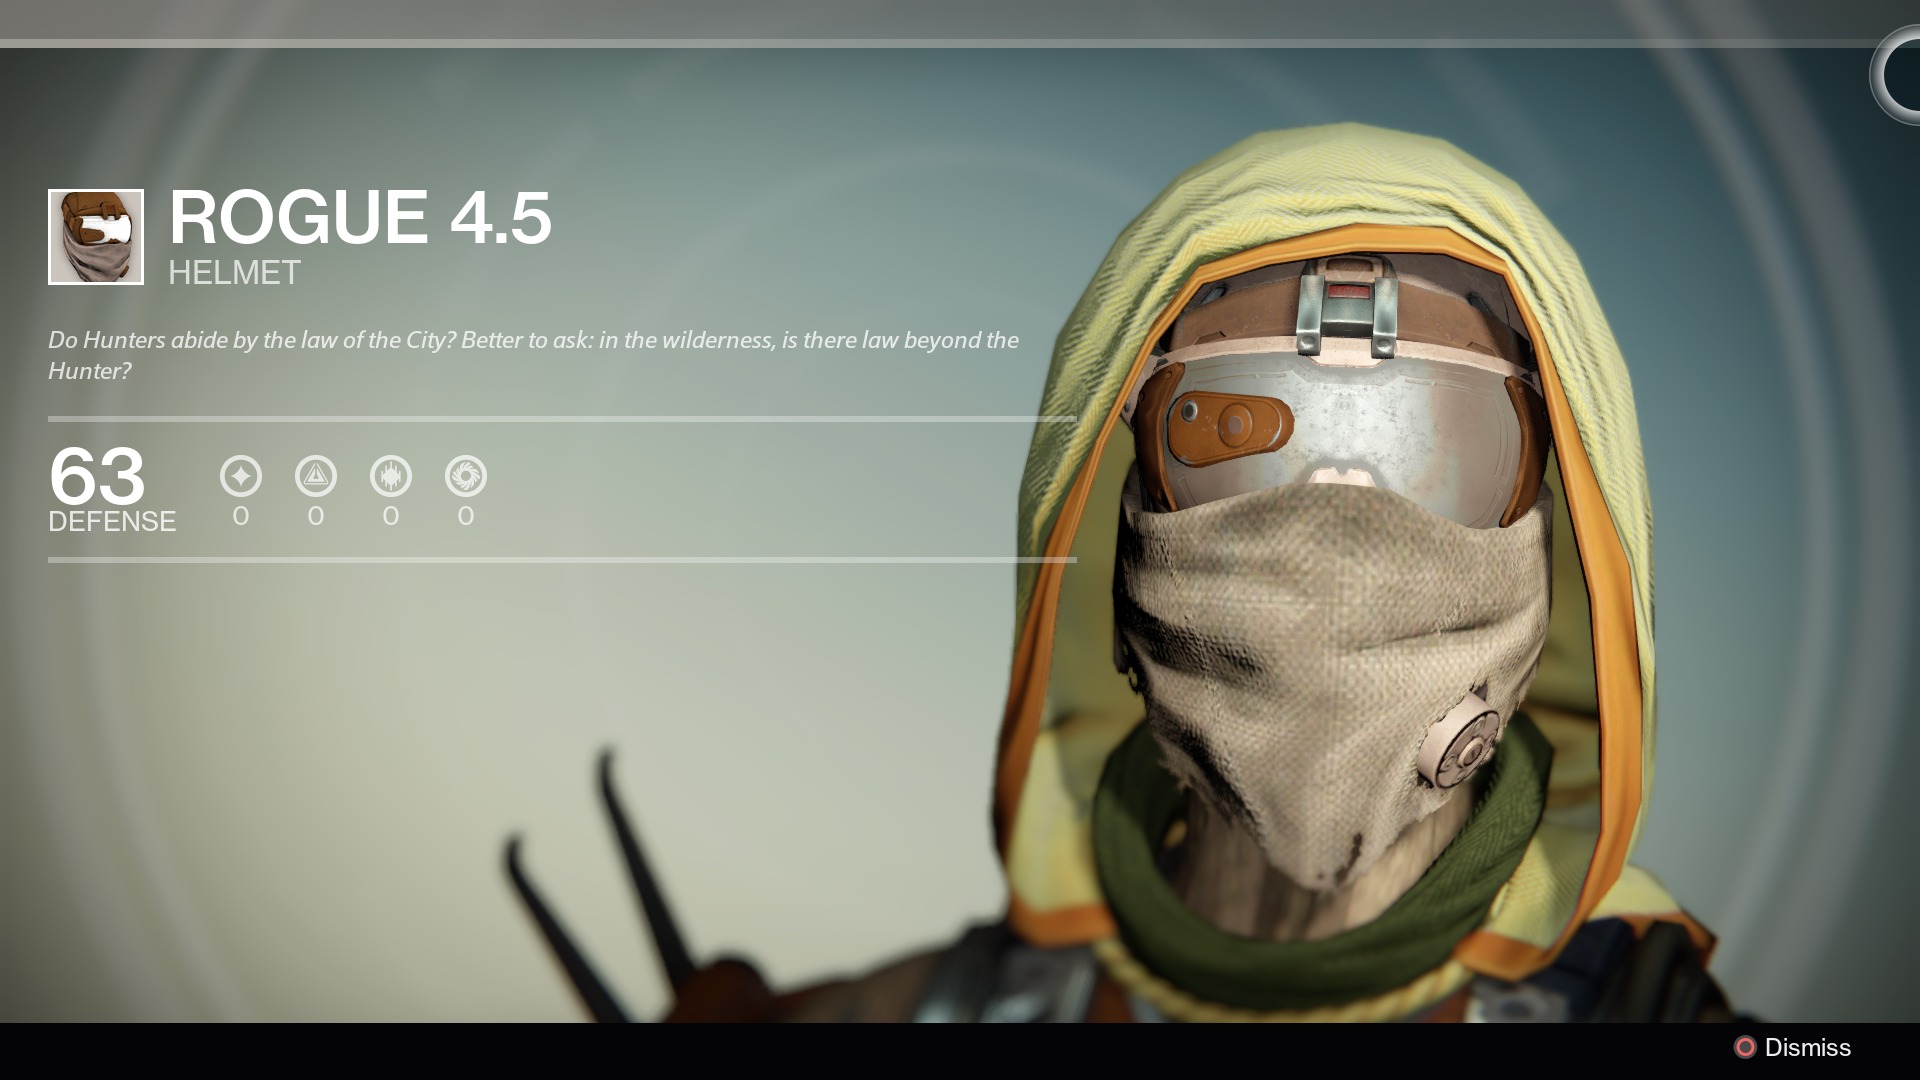 ROGUE 4.5
HELMET
Do Hunters abide by the law of the City? Better to ask: in the wilderness, is there law beyond the
Hunter?
63
DEFENSE
0 0 0 0
Dismiss